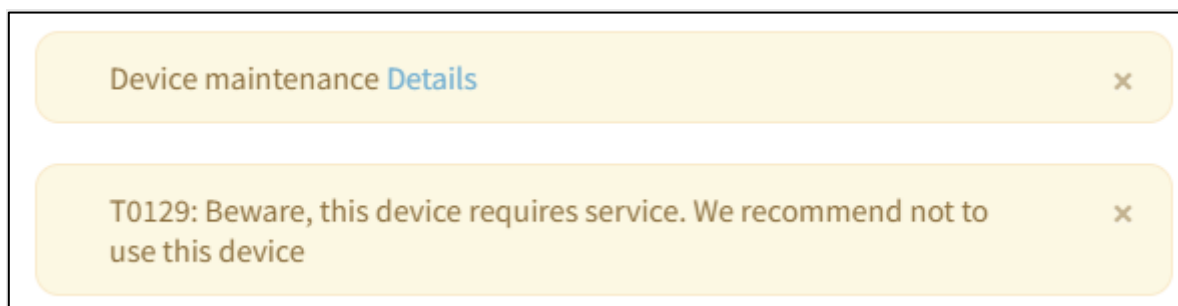 Device maintenance Details ×
T0129: Beware, this device requires service. We recommend not to ×
use this device